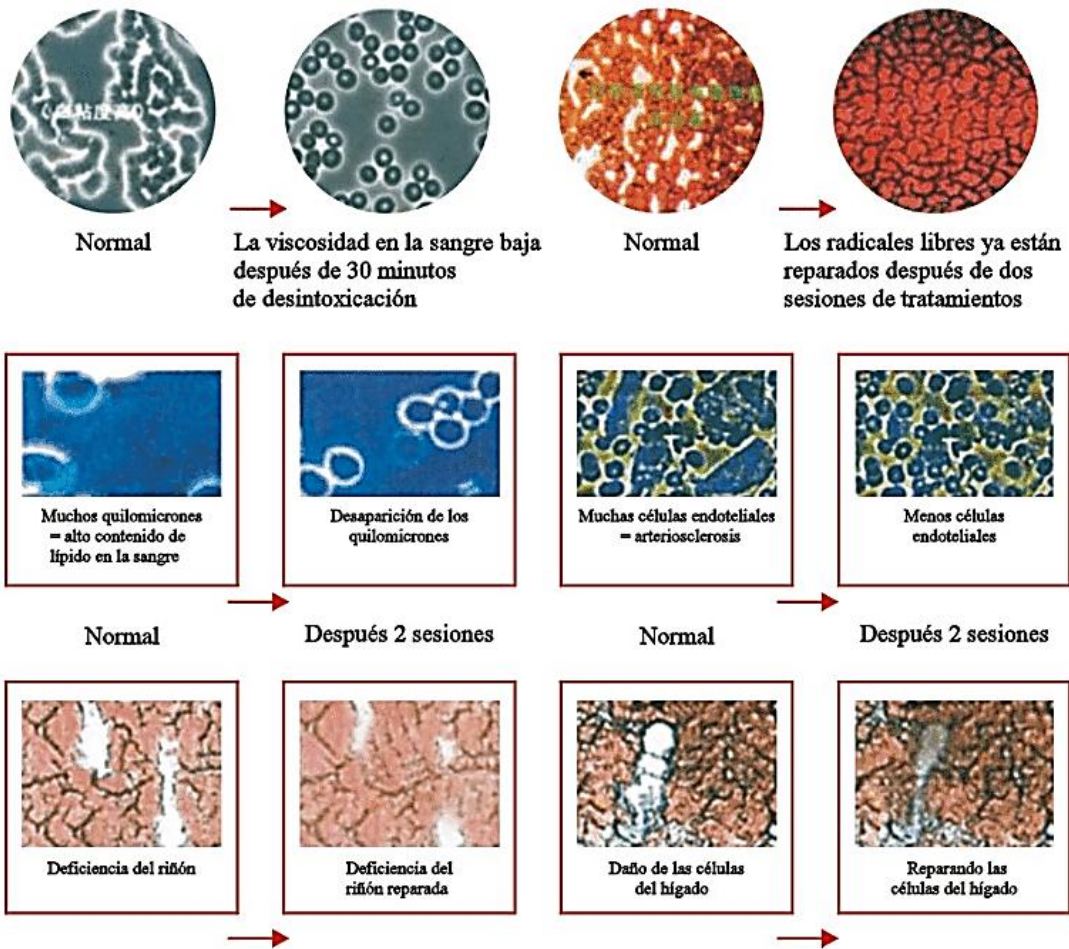 Normal
La viscosidad en la sangre baja
después de 30 minutos
de desintoxicación
Normal
Los radicales libres ya están
reparados después de dos
sesiones de tratamientos
Muchos quilomicrones
= alto contenido de
lípido en la sangre
Desaparición de los
quilomicrones
Muchas células endoteliales
= arteriosclerosis
Menos células
endoteliales
Normal
Después 2 sesiones
Normal
Después 2 sesiones
Deficiencia del riñón
Deficiencia del
riñón reparada
Daño de las células
del hígado
Reparando las
células del hígado